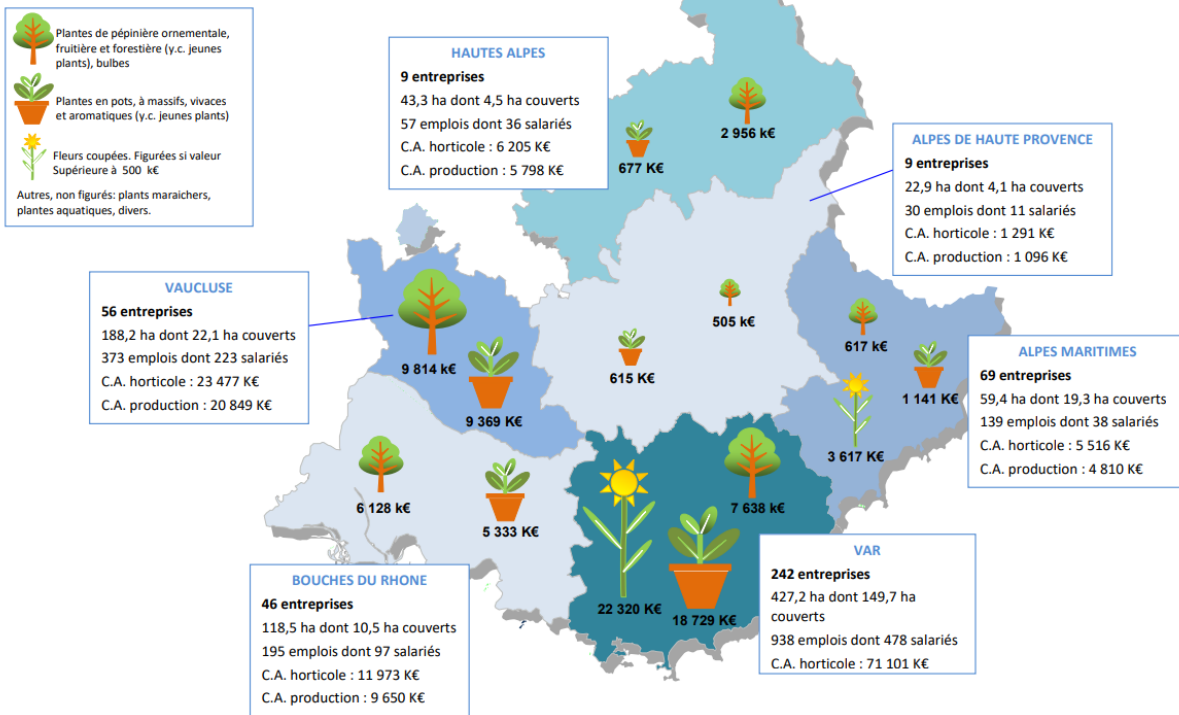 Plantes de pépinière ornementale,
fruitière et forestière (y.c. jeunes
plants), bulbes
Plantes en pots, à massifs, vivaces
et aromatiques (y.c. jeunes plants)
Fleurs coupées. Figurées si valeur
Supérieure à 500 k€
Autres, non figurés: plants maraichers,
plantes aquatiques, divers.
HAUTES ALPES
9 entreprises
43,3 ha dont 4,5 ha couverts
57 emplois dont 36 salariés
C.A. horticole : 6 205 K€
C.A. production : 5 798 K€
2 956 k€
677 K€
ALPES DE HAUTE PROVENCE
9 entreprises
22,9 ha dont 4,1 ha couverts
30 emplois dont 11 salariés
C.A. horticole : 1 291 K€
C.A. production : 1 096 K€
505 k€
615 K€
VAUCLUSE
56 entreprises
188,2 ha dont 22,1 ha couverts
373 emplois dont 223 salariés
C.A. horticole : 23 477 K€
C.A. production : 20 849 K€
9 814 k€
9 369 K€
617 k€
1 141 K€
3 617 K€
ALPES MARITIMES
69 entreprises
59,4 ha dont 19,3 ha couverts
139 emplois dont 38 salariés
C.A. horticole : 5 516 K€
C.A. production : 4 810 K€
6 128 k€
5 333 K€
7 638 k€
22 320 K€
18 729 K€
BOUCHES DU RHONE
46 entreprises
118,5 ha dont 10,5 ha couverts
195 emplois dont 97 salariés
C.A. horticole : 11 973 K€
C.A. production : 9 650 K€
VAR
242 entreprises
427,2 ha dont 149,7 ha
couverts
938 emplois dont 478 salariés
C.A. horticole : 71 101 K€